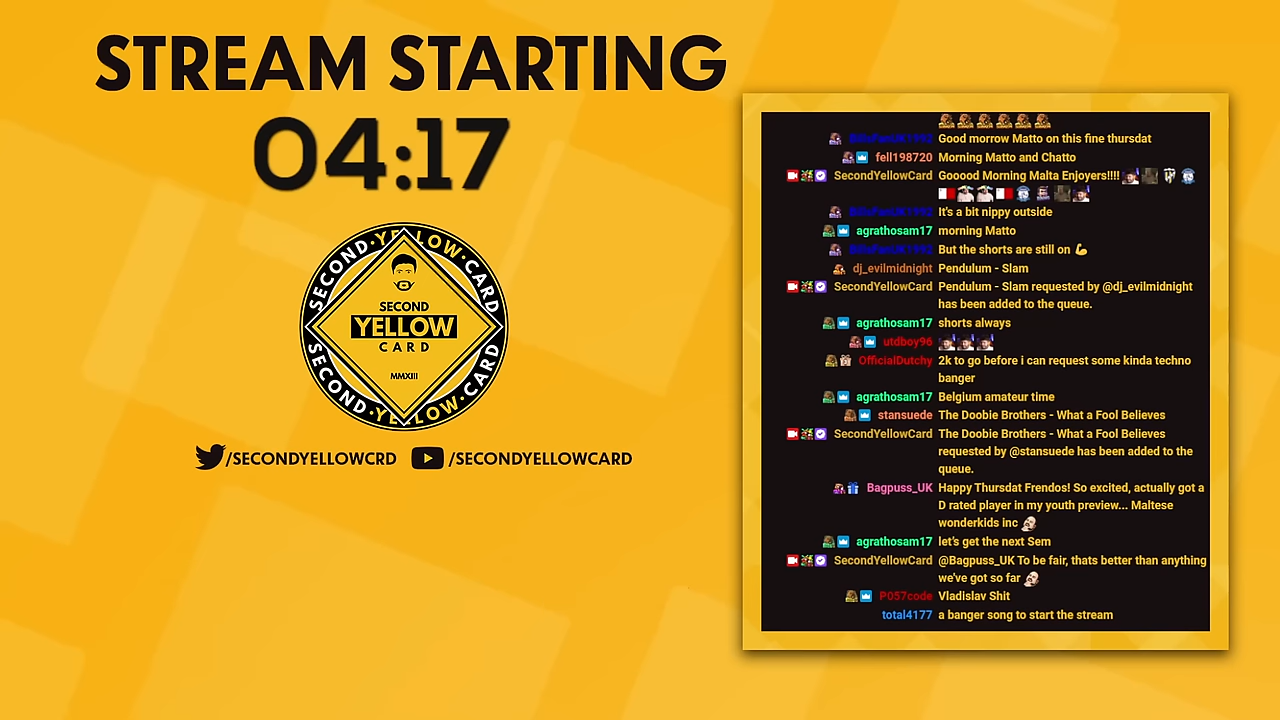 STREAM STARTING
04:17
SECOND·YELLOW·CARD
SECOND
YELLOW
CARD
MMXIII
SECOND·YELLOW·CARD
/SECONDYELLOWCRD /SECONDYELLOWCARD
Good morrow Matto on this fine thursdat
fell198720 Morning Matto and Chatto
SecondYellowCard Gooood Morning Malta Enjoyers!!!!
It's a bit nippy outside
agrathosam17 morning Matto
But the shorts are still on 💪
dj_evilmidnight Pendulum - Slam
SecondYellowCard Pendulum - Slam requested by @dj_evilmidnight
has been added to the queue.
agrathosam17 shorts always
utdboy96
OfficialDutchy 2k to go before i can request some kinda techno
banger
agrathosam17 Belgium amateur time
stansuede The Doobie Brothers - What a Fool Believes
SecondYellowCard The Doobie Brothers - What a Fool Believes
requested by @stansuede has been added to the
queue.
Bagpuss_UK Happy Thursdat Frendos! So excited, actually got a
D rated player in my youth preview... Maltese
wonderkids inc
agrathosam17 let's get the next Sem
SecondYellowCard @Bagpuss_UK To be fair, thats better than anything
we've got so far
P057code Vladislav Shit
total4177 a banger song to start the stream